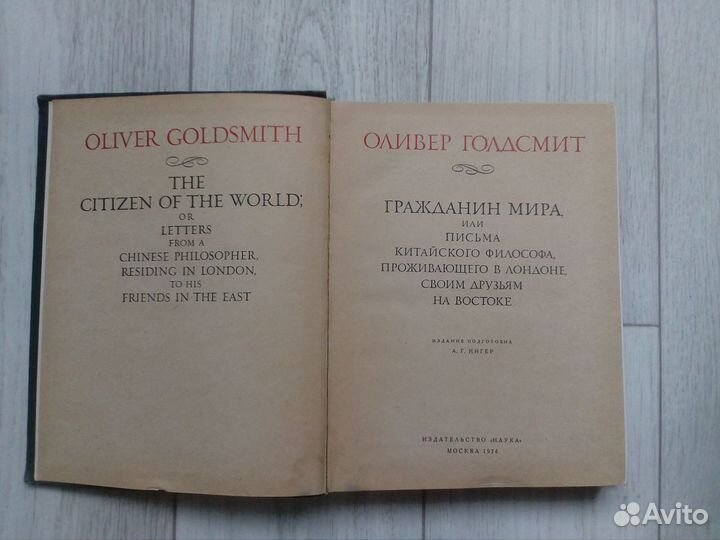 OLIVER GOLDSMITH
THE
CITIZEN OF THE WORLD;
OR
LETTERS
FROM A
CHINESE PHILOSOPHER,
RESIDING IN LONDON,
TO HIS
FRIENDS IN THE EAST
ОЛИВЕР ГОЛДСМИТ
ГРАЖДАНИН МИРА,
ИЛИ
ПИСЬМА
КИТАЙСКОГО ФИЛОСОФА,
ПРОЖИВАЮЩЕГО В ЛОНДОНЕ,
СВОИМ ДРУЗЬЯМ
НА ВОСТОКЕ
ИЗДАНИЕ ПОДГОТОВИЛ
А. Г. ИНГЕР
ИЗДАТЕЛЬСТВО «НАУКА»
МОСКВА 1974
Avito